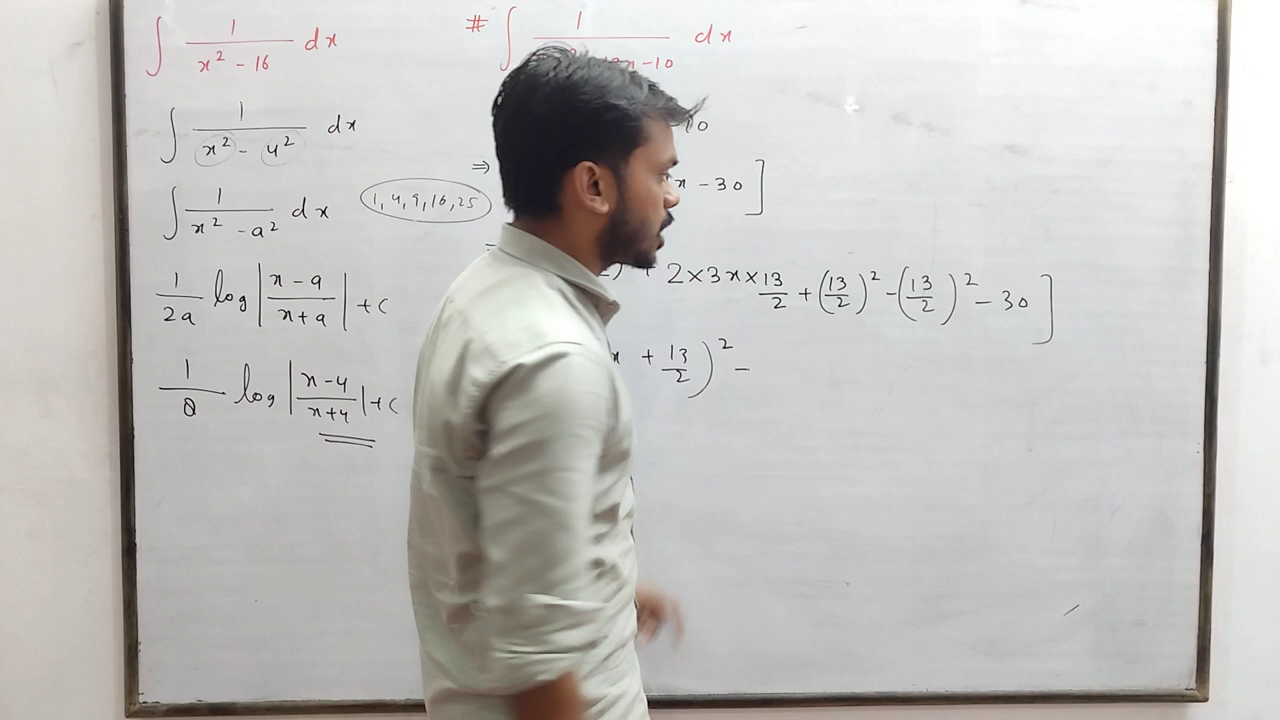 ∫ 1/(x² - 16) dx
∫ 1/(x² - 4²) dx
∫ 1/(x² - a²) dx
1, 4, 9, 16, 25
1/2a log |(x - a)/(x + a)| + c
1/8 log |(x - 4)/(x + 4)| + c
# ∫ 1/( x - 10) dx
10
⇒ x - 30 ]
) + 2 × 3x × 13/2 + (13/2)² - (13/2)² - 30 ]
x + 13/2)² -